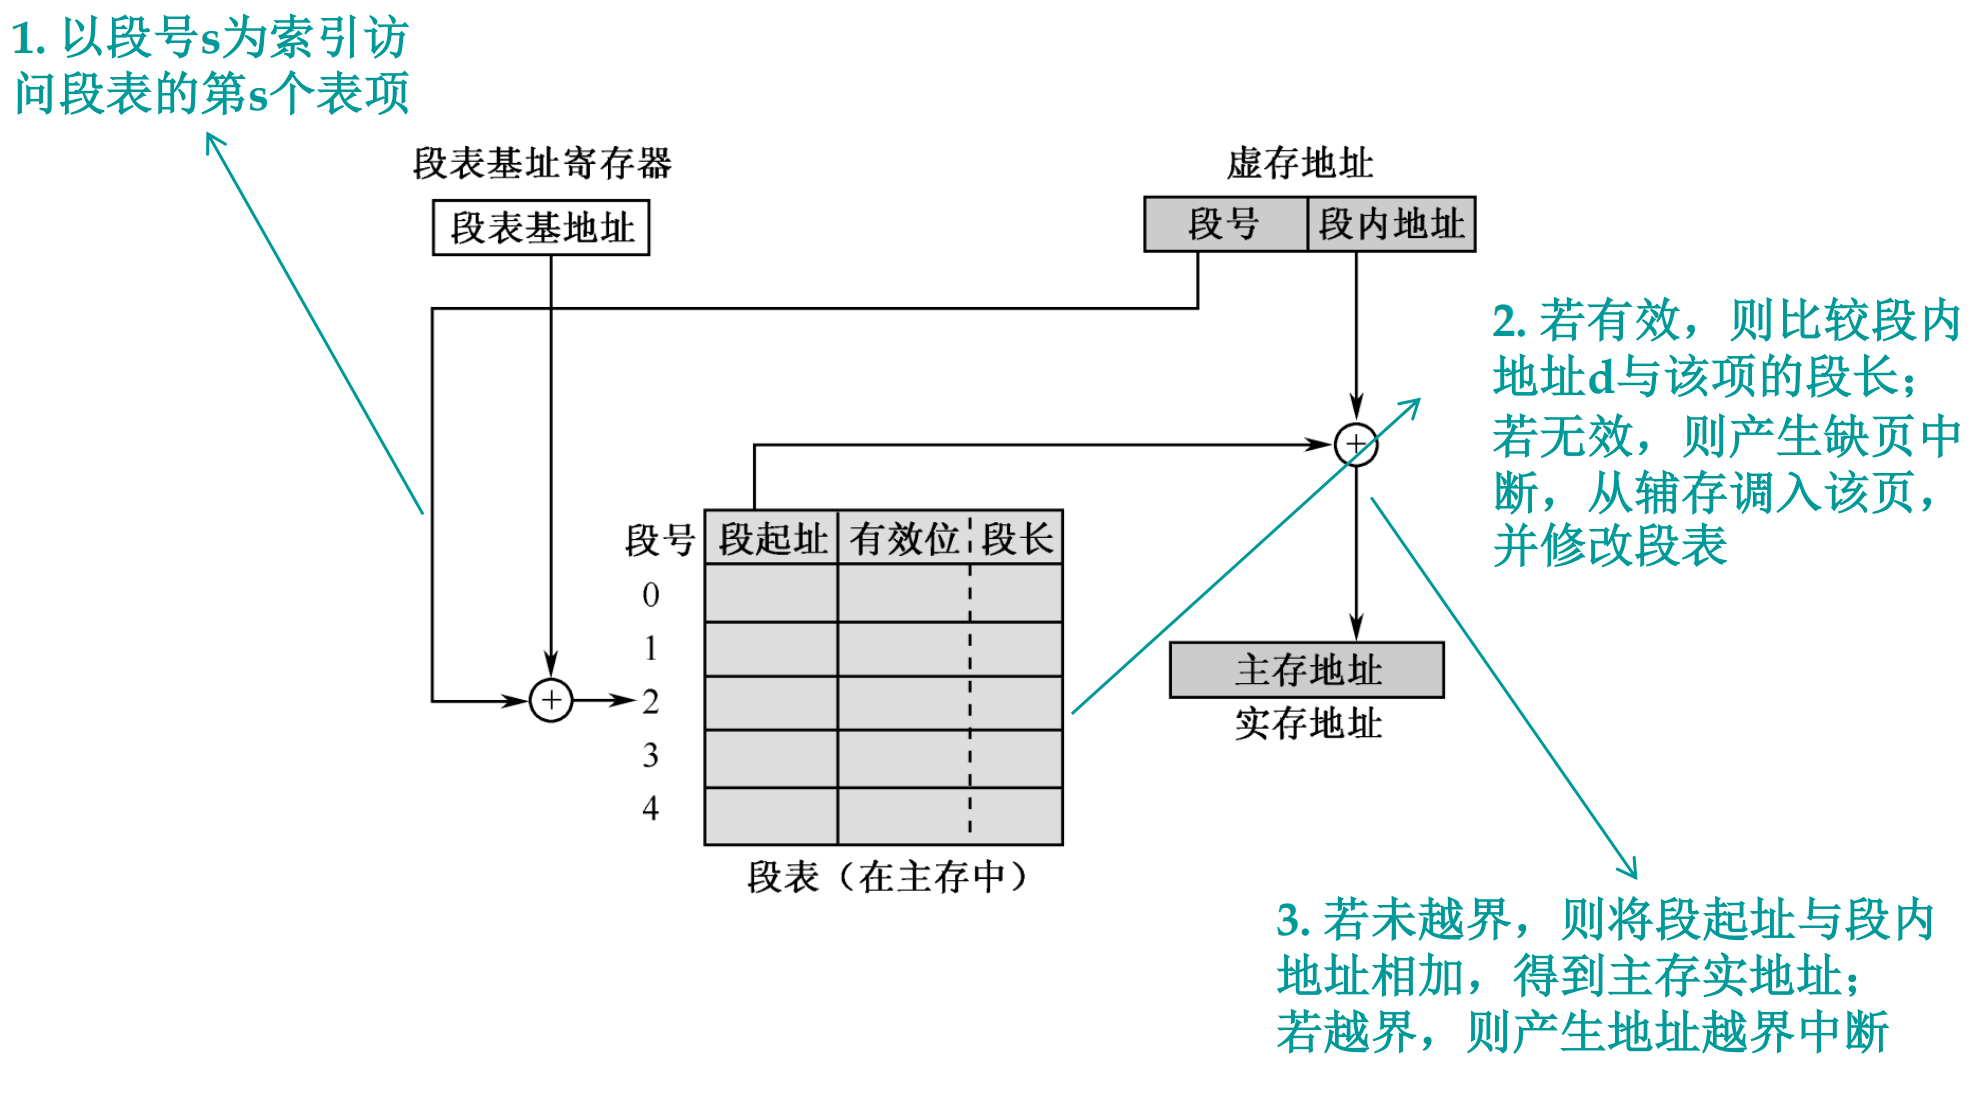 1. 以段号s为索引访
问段表的第s个表项
段表基址寄存器
段表基地址
虚存地址
段号 段内地址
2. 若有效，则比较段内
地址d与该项的段长；
若无效，则产生缺页中
断，从辅存调入该页，
并修改段表
+
段号 段起址 有效位 段长
0
1
+ 2
3
4
段表（在主存中）
主存地址
实存地址
3. 若未越界，则将段起址与段内
地址相加，得到主存实地址；
若越界，则产生地址越界中断